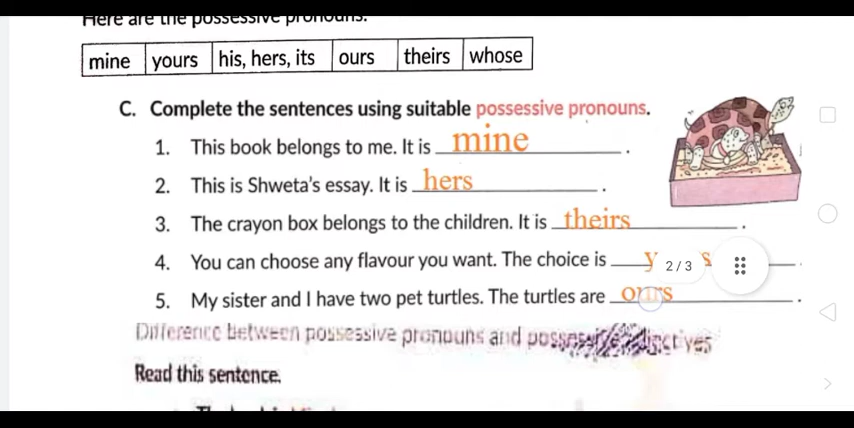 Here are the possessive pronouns.
mine yours his, hers, its ours theirs whose
C. Complete the sentences using suitable possessive pronouns.
1. This book belongs to me. It is mine .
2. This is Shweta's essay. It is hers .
3. The crayon box belongs to the children. It is theirs .
4. You can choose any flavour you want. The choice is .
2/3
5. My sister and I have two pet turtles. The turtles are ours .
Difference between possessive pronouns and possessive adjectives
Read this sentence.